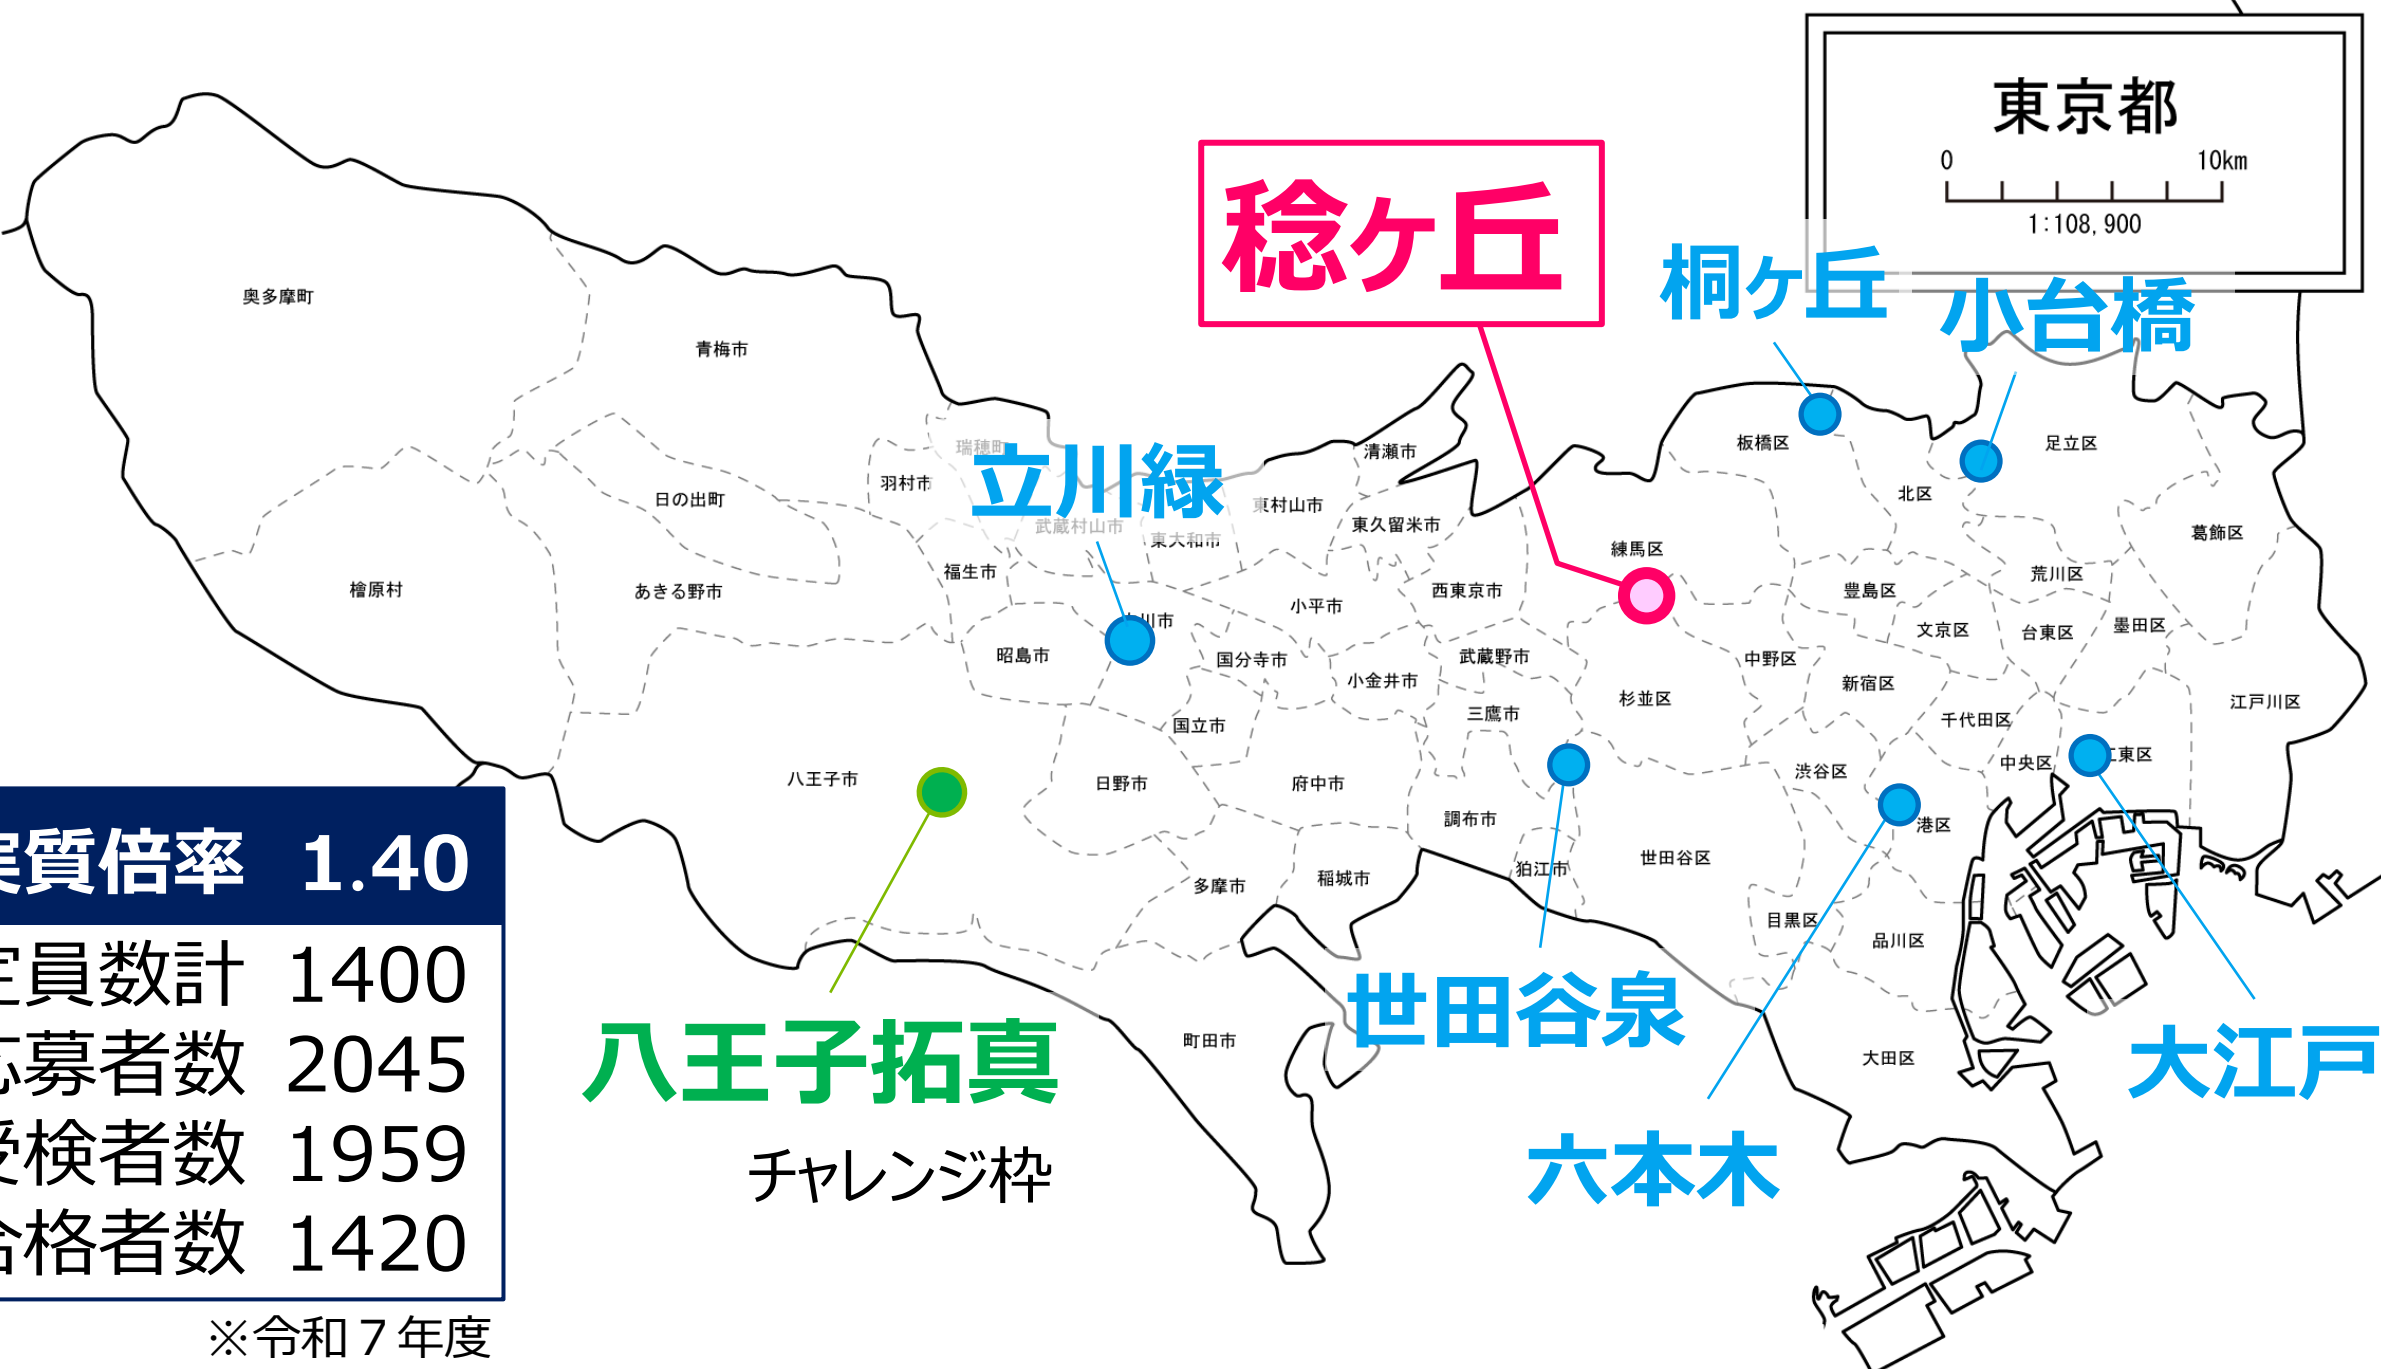 東京都
0 10km
1:108,900
稔ヶ丘
桐ヶ丘
小台橋
立川緑
奥多摩町
青梅市
瑞穂町
羽村市
日の出町
武蔵村山市
東大和市
東村山市
清瀬市
東久留米市
板橋区
足立区
北区
葛飾区
練馬区
檜原村
あきる野市
福生市
小平市
西東京市
豊島区
荒川区
川市
昭島市
国分寺市
小金井市
武蔵野市
中野区
文京区
台東区
墨田区
杉並区
新宿区
国立市
三鷹市
千代田区
江戸川区
八王子市
日野市
府中市
渋谷区
中央区
東区
調布市
港区
狛江市
世田谷区
多摩市
稲城市
目黒区
品川区
町田市
大田区
世田谷泉
大江戸
六本木
八王子拓真
チャレンジ枠
実質倍率 1.40
定員数計 1400
応募者数 2045
受検者数 1959
合格者数 1420
※令和７年度